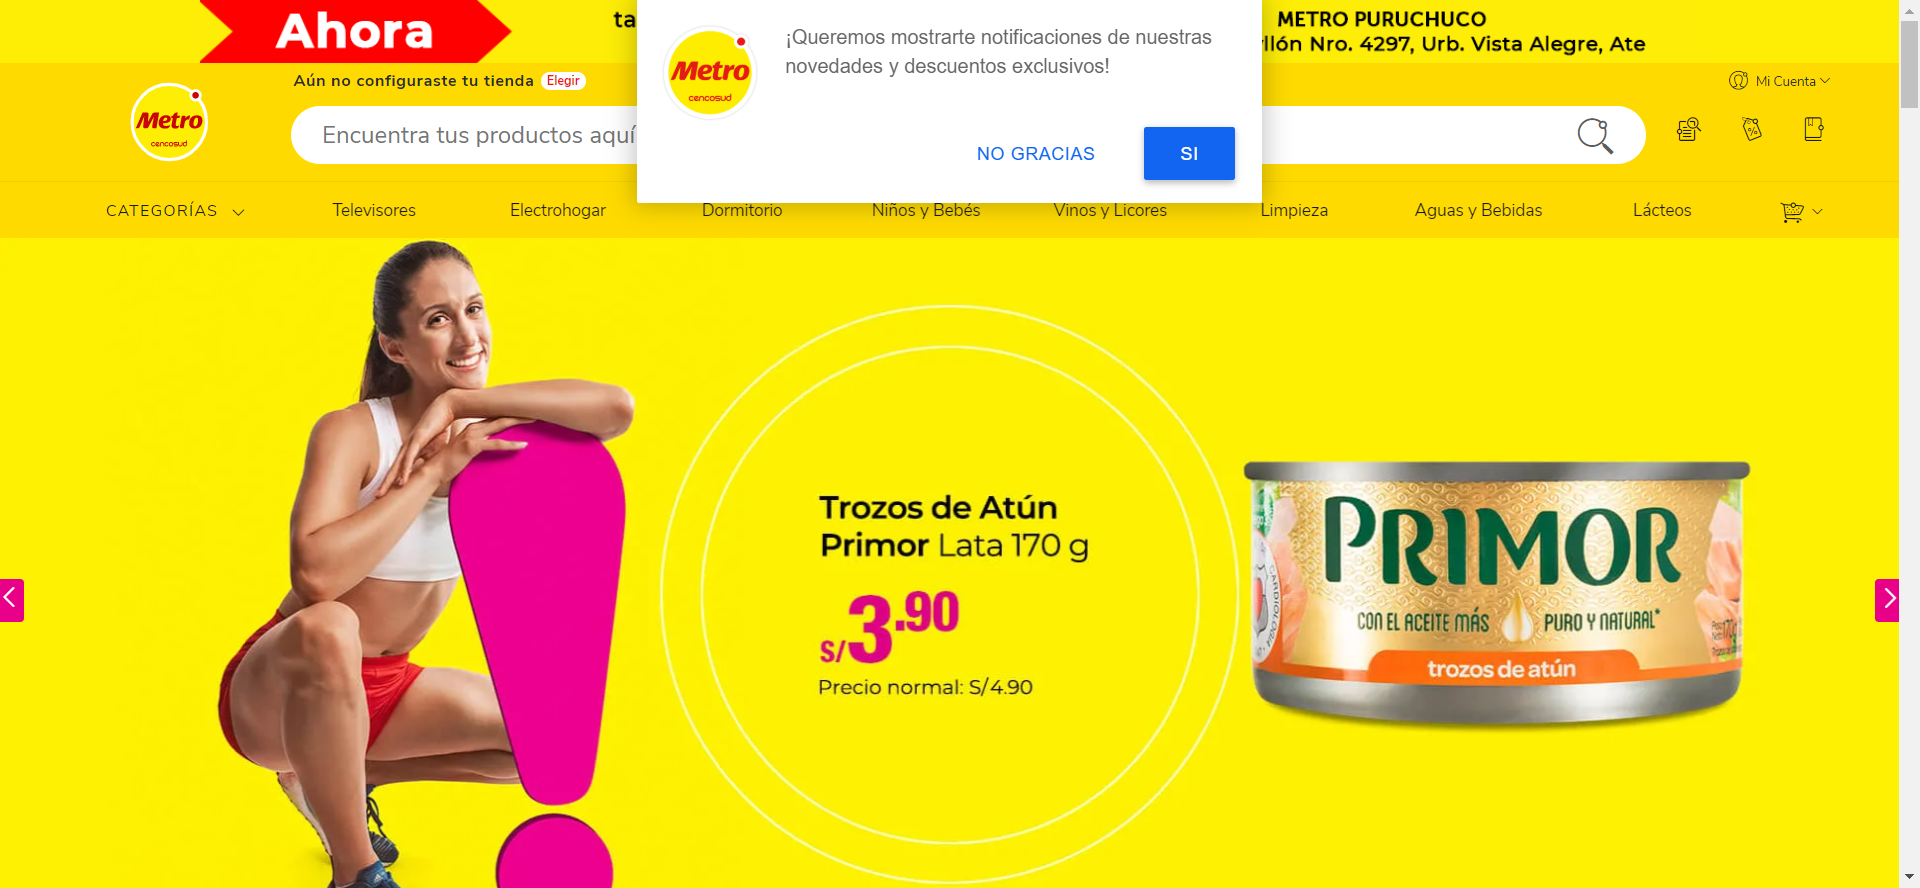 Ahora
ta
METRO PURUCHUCO
llón Nro. 4297, Urb. Vista Alegre, Ate
¡Queremos mostrarte notificaciones de nuestras
novedades y descuentos exclusivos!
Metro
cencosud
NO GRACIAS
SI
Aún no configuraste tu tienda Elegir
Mi Cuenta
Metro
cencosud
Encuentra tus productos aquí
CATEGORÍAS
Televisores
Electrohogar
Dormitorio
Niños y Bebés
Vinos y Licores
Limpieza
Aguas y Bebidas
Lácteos
Trozos de Atún
Primor Lata 170 g
S/3.90
Precio normal: S/4.90
PRIMOR
CON EL ACEITE MÁS PURO Y NATURAL*
trozos de atún